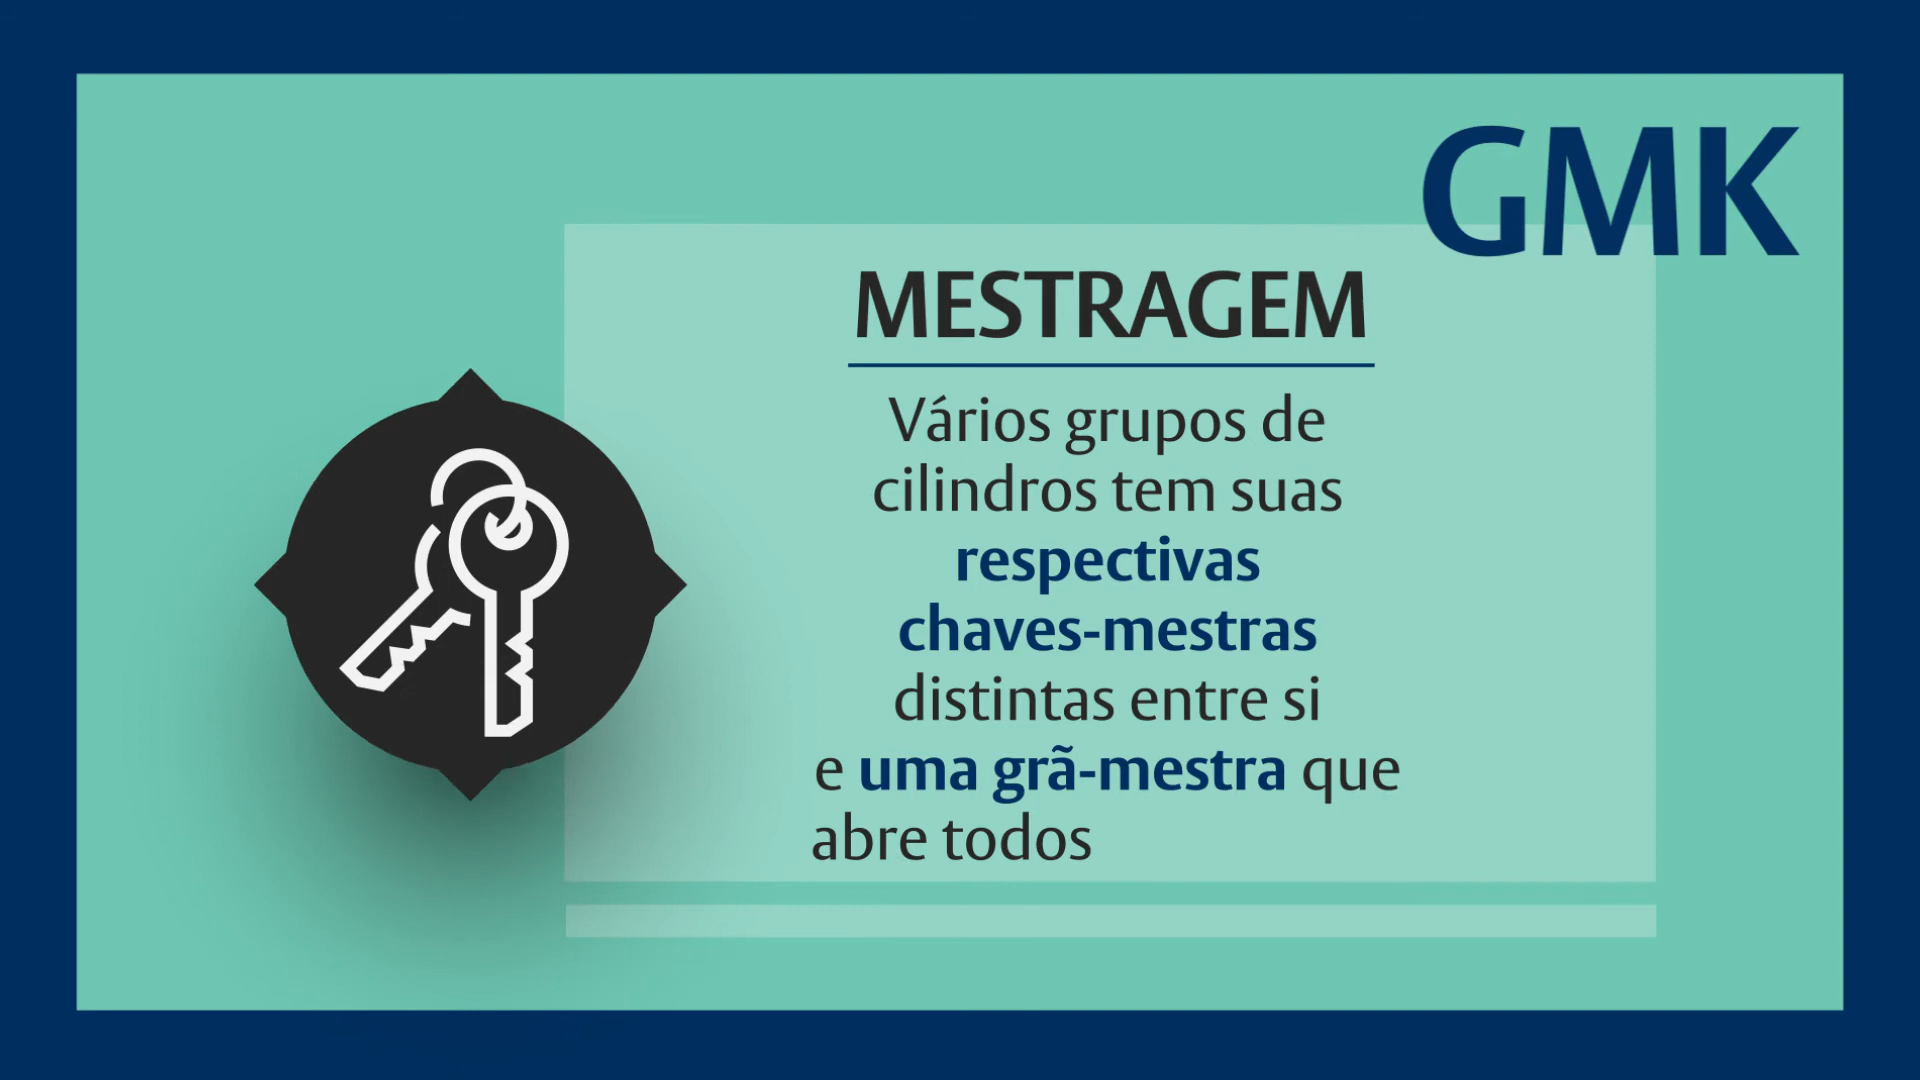 GMK
MESTRAGEM
Vários grupos de
cilindros tem suas
respectivas
chaves-mestras
distintas entre si
e uma grã-mestra que
abre todos